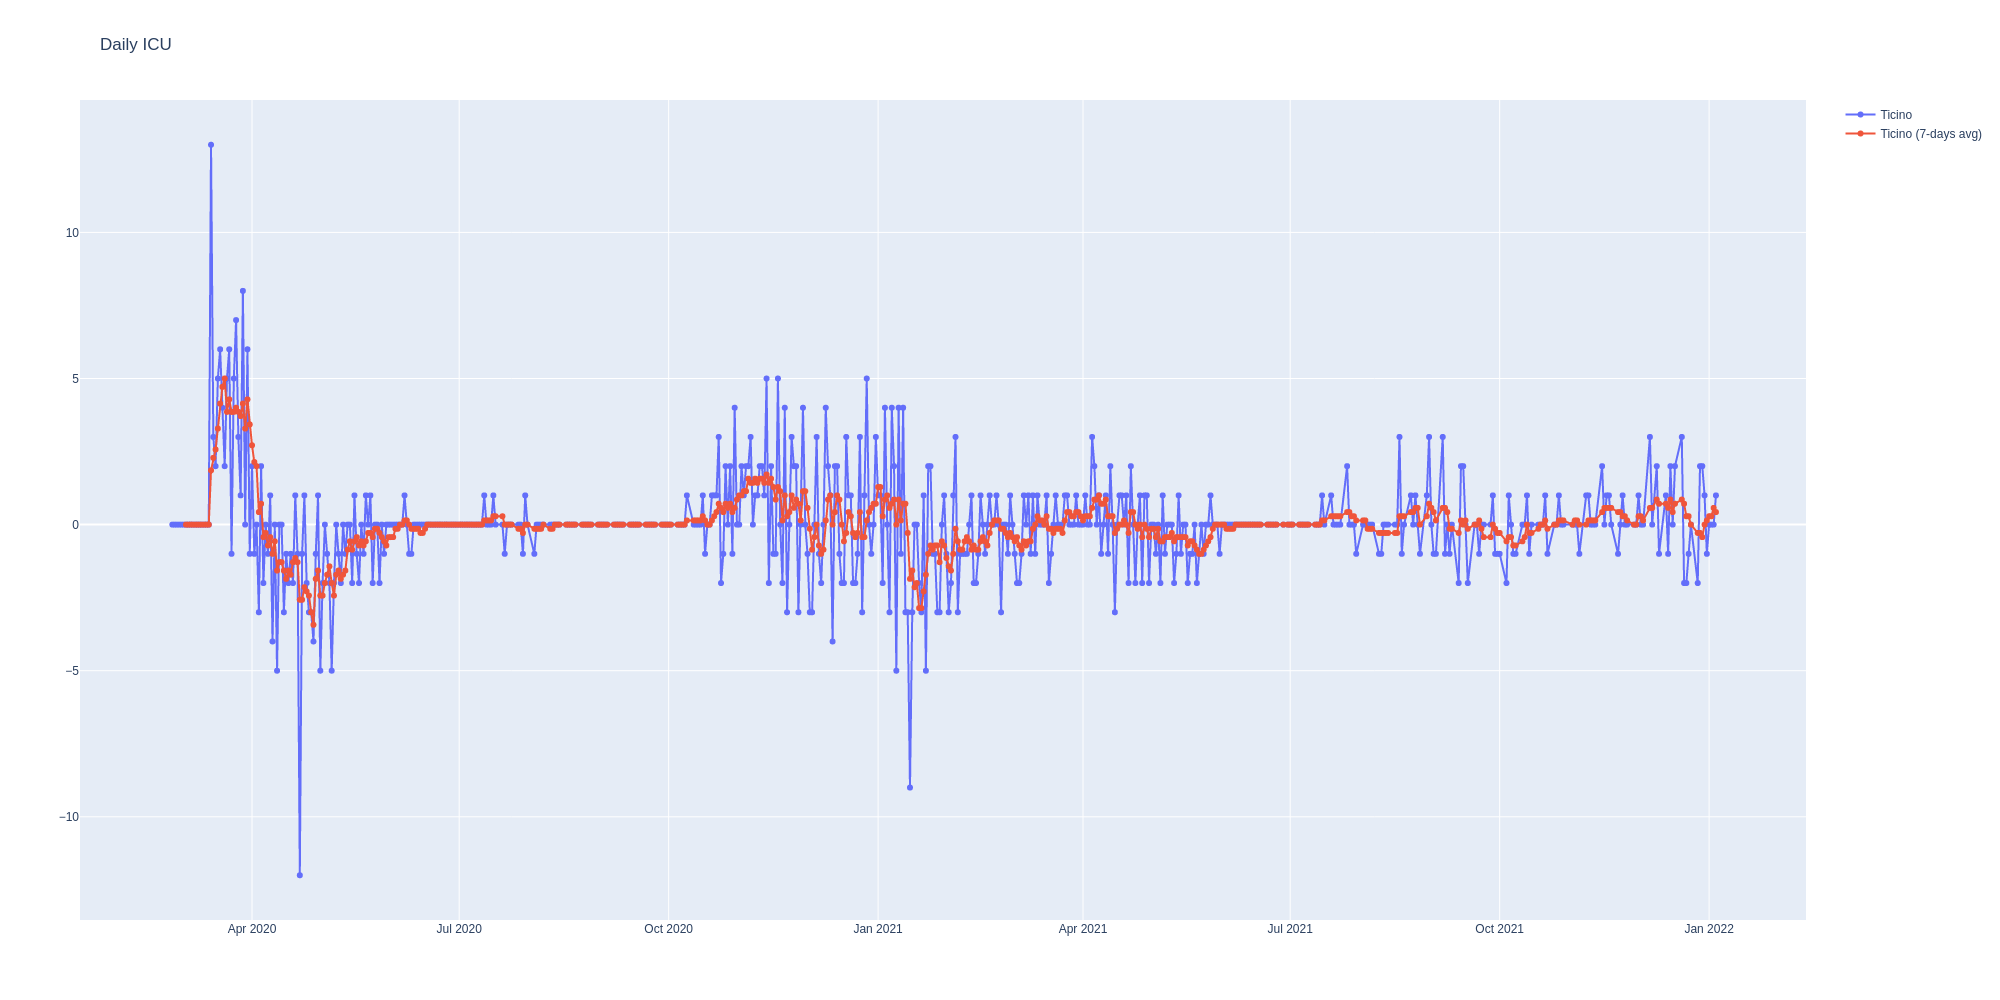 Daily ICU
Ticino
Ticino (7-days avg)
10
5
0
−5
−10
Apr 2020
Jul 2020
Oct 2020
Jan 2021
Apr 2021
Jul 2021
Oct 2021
Jan 2022